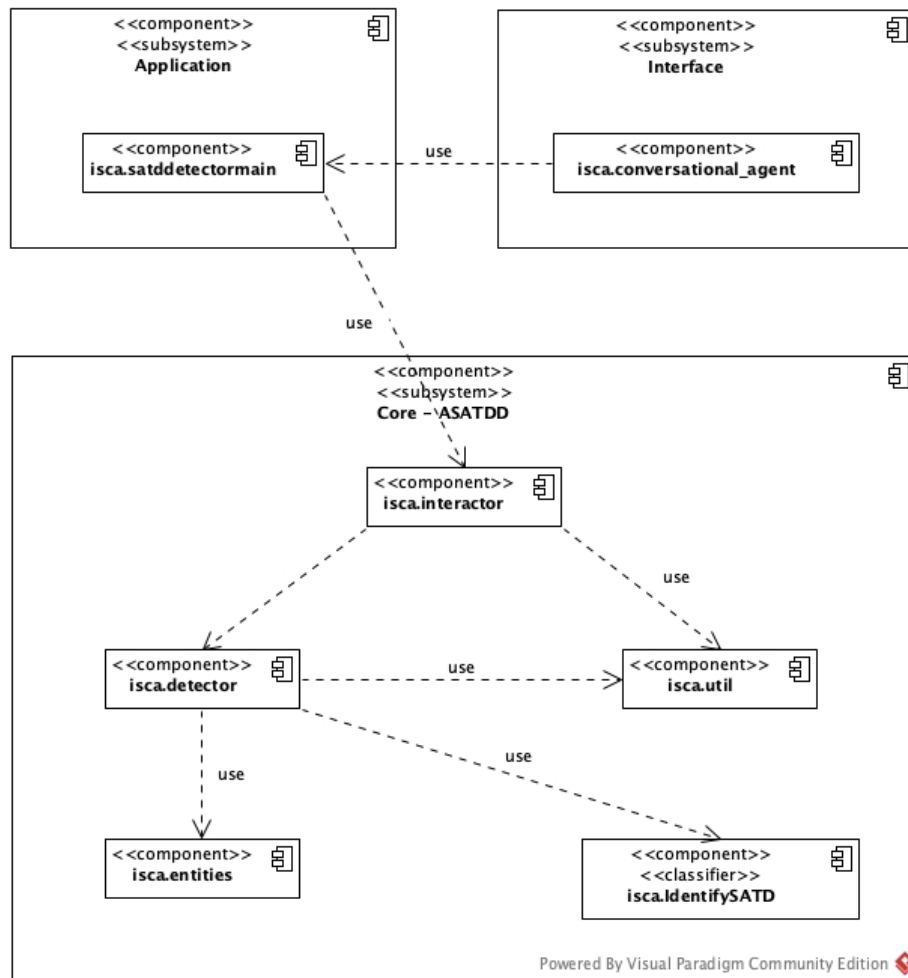 <<component>>
<<subsystem>>
Application
<<component>>
isca.satddetectormain
<<component>>
<<subsystem>>
Interface
<<component>>
isca.conversational_agent
use
use
<<component>>
<<subsystem>>
Core - ASATDD
<<component>>
isca.interactor
use
<<component>>
isca.detector
use
<<component>>
isca.util
use
use
<<component>>
isca.entities
<<component>>
<<classifier>>
isca.IdentifySATD
Powered By Visual Paradigm Community Edition